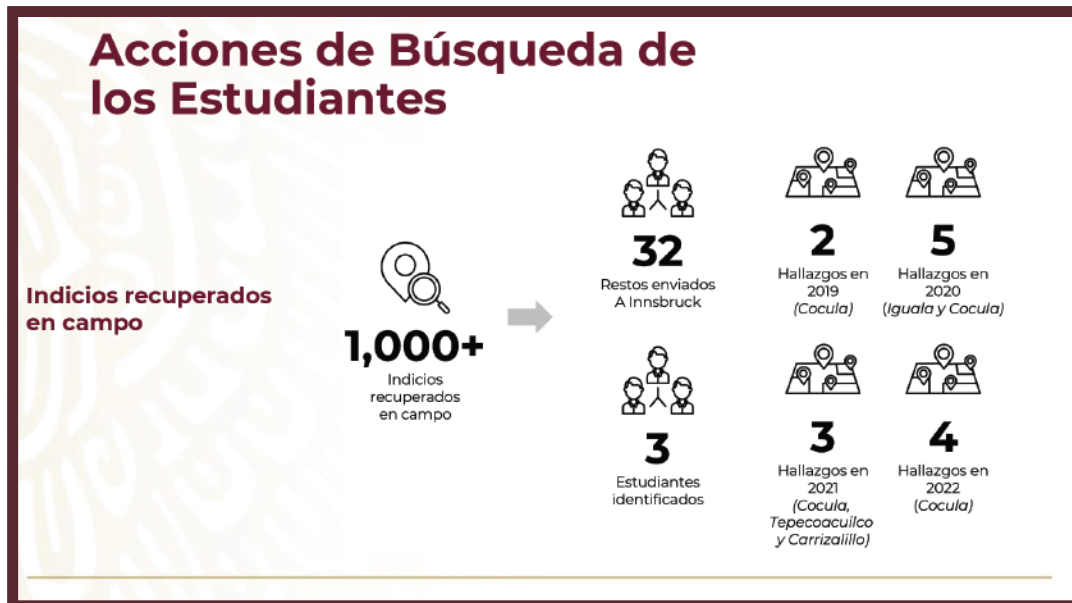 Acciones de Búsqueda de
los Estudiantes
Indicios recuperados
en campo
1,000+
Indicios
recuperados
en campo
32
Restos enviados
A Innsbruck
2
Hallazgos en
2019
(Cocula)
5
Hallazgos en
2020
(Iguala y Cocula)
3
Estudiantes
identificados
3
Hallazgos en
2021
(Cocula,
Tepecoacuilco
y Carrizalillo)
4
Hallazgos en
2022
(Cocula)